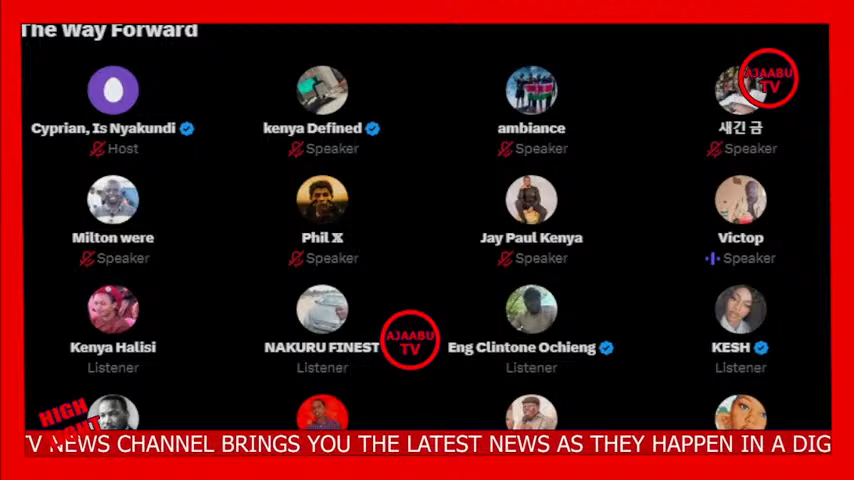 The Way Forward
AJAABU
TV
Cyprian, Is Nyakundi
kenya Defined
ambiance
새긴 금
Host
Speaker
Speaker
Speaker
Milton were
Phil X
Jay Paul Kenya
Victop
Speaker
Speaker
Speaker
Speaker
Kenya Halisi
NAKURU FINEST
AJAABU
TV
Eng Clintone Ochieng
KESH
Listener
Listener
Listener
Listener
HIGH
TV NEWS CHANNEL BRINGS YOU THE LATEST NEWS AS THEY HAPPEN IN A DIG